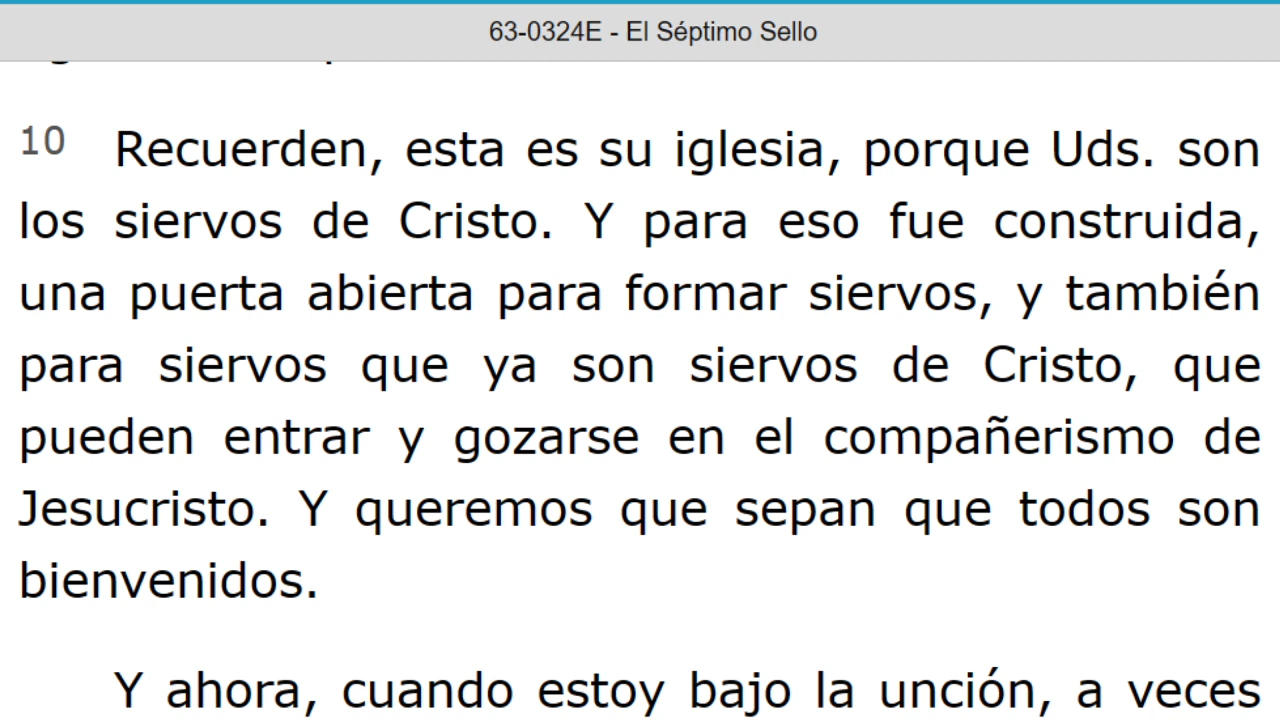 63-0324E - El Séptimo Sello
10 Recuerden, esta es su iglesia, porque Uds. son
los siervos de Cristo. Y para eso fue construida,
una puerta abierta para formar siervos, y también
para siervos que ya son siervos de Cristo, que
pueden entrar y gozarse en el compañerismo de
Jesucristo. Y queremos que sepan que todos son
bienvenidos.
Y ahora, cuando estoy bajo la unción, a veces